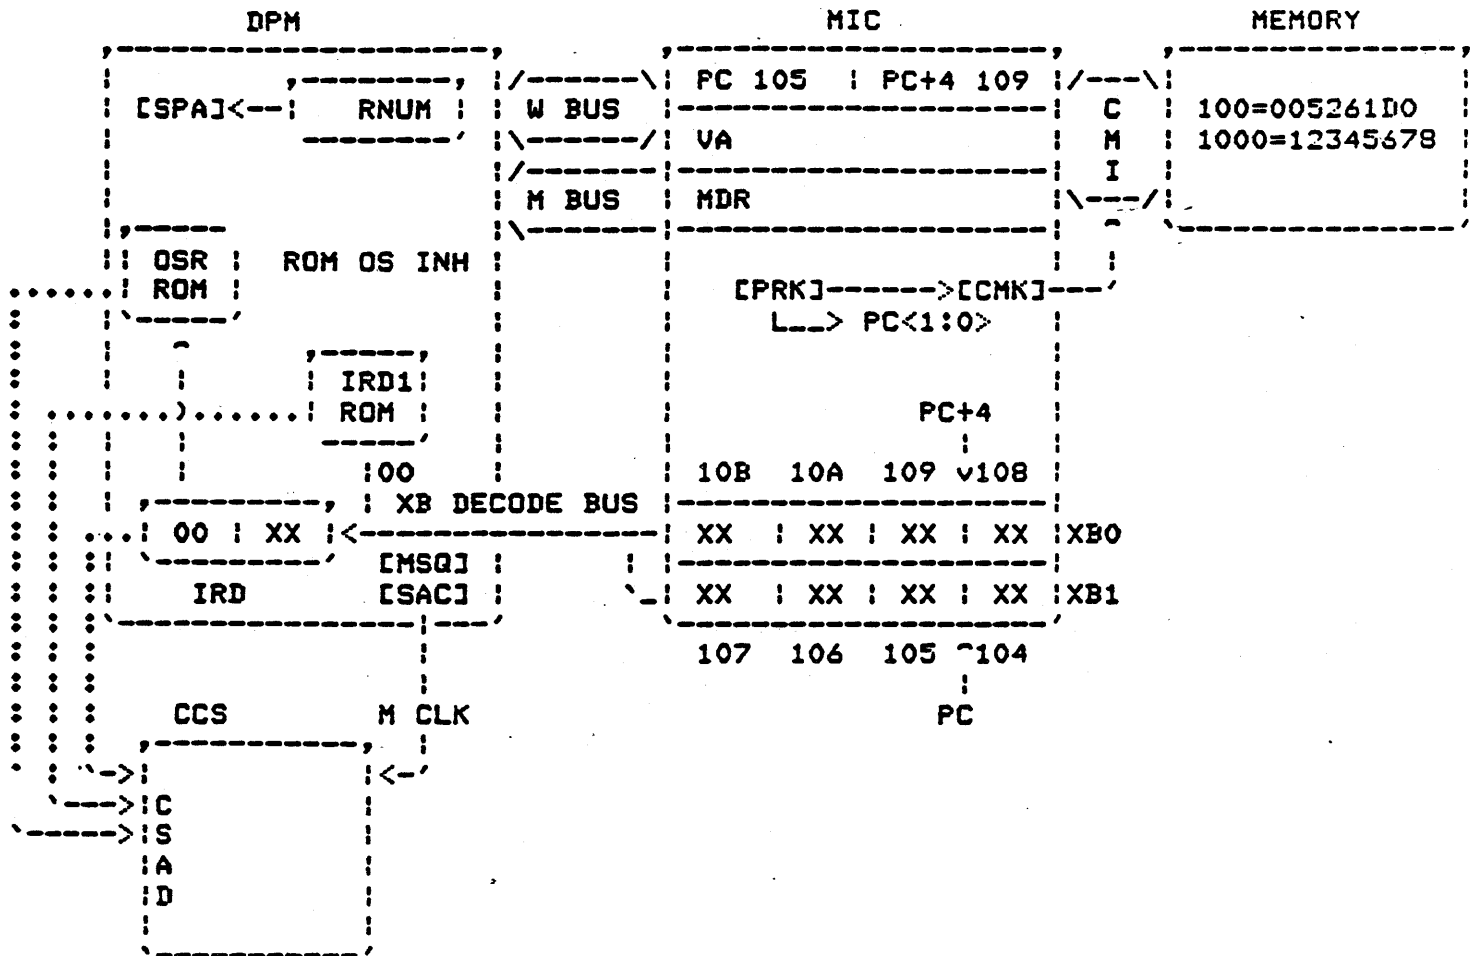 DPM MIC MEMORY
PC 105 PC+4 109
[SPA]<-- RNUM W BUS C 100=005261D0
VA M 1000=12345678
I
M BUS MDR
OSR ROM OS INH
ROM [PRK]------>[CMK]
L__> PC<1:0>
IRD1
ROM PC+4
00 10B 10A 109 v108
XB DECODE BUS
00 XX XX XX XX XX XB0
[MSQ]
IRD [SAC] XX XX XX XX XB1
107 106 105 ^104
CCS M CLK PC
C
S
A
D